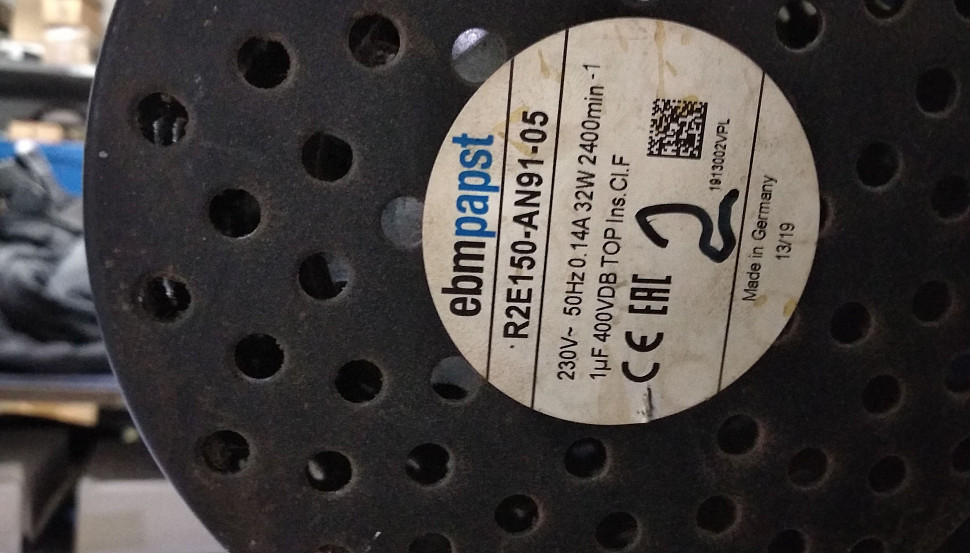 ebmpapst
R2E150-AN91-05
230V~ 50Hz 0.14A 32W 2400min -1
1µF 400VDB TOP Ins.Cl.F
CE EAC
2
1913002VPL
Made in Germany
13/19